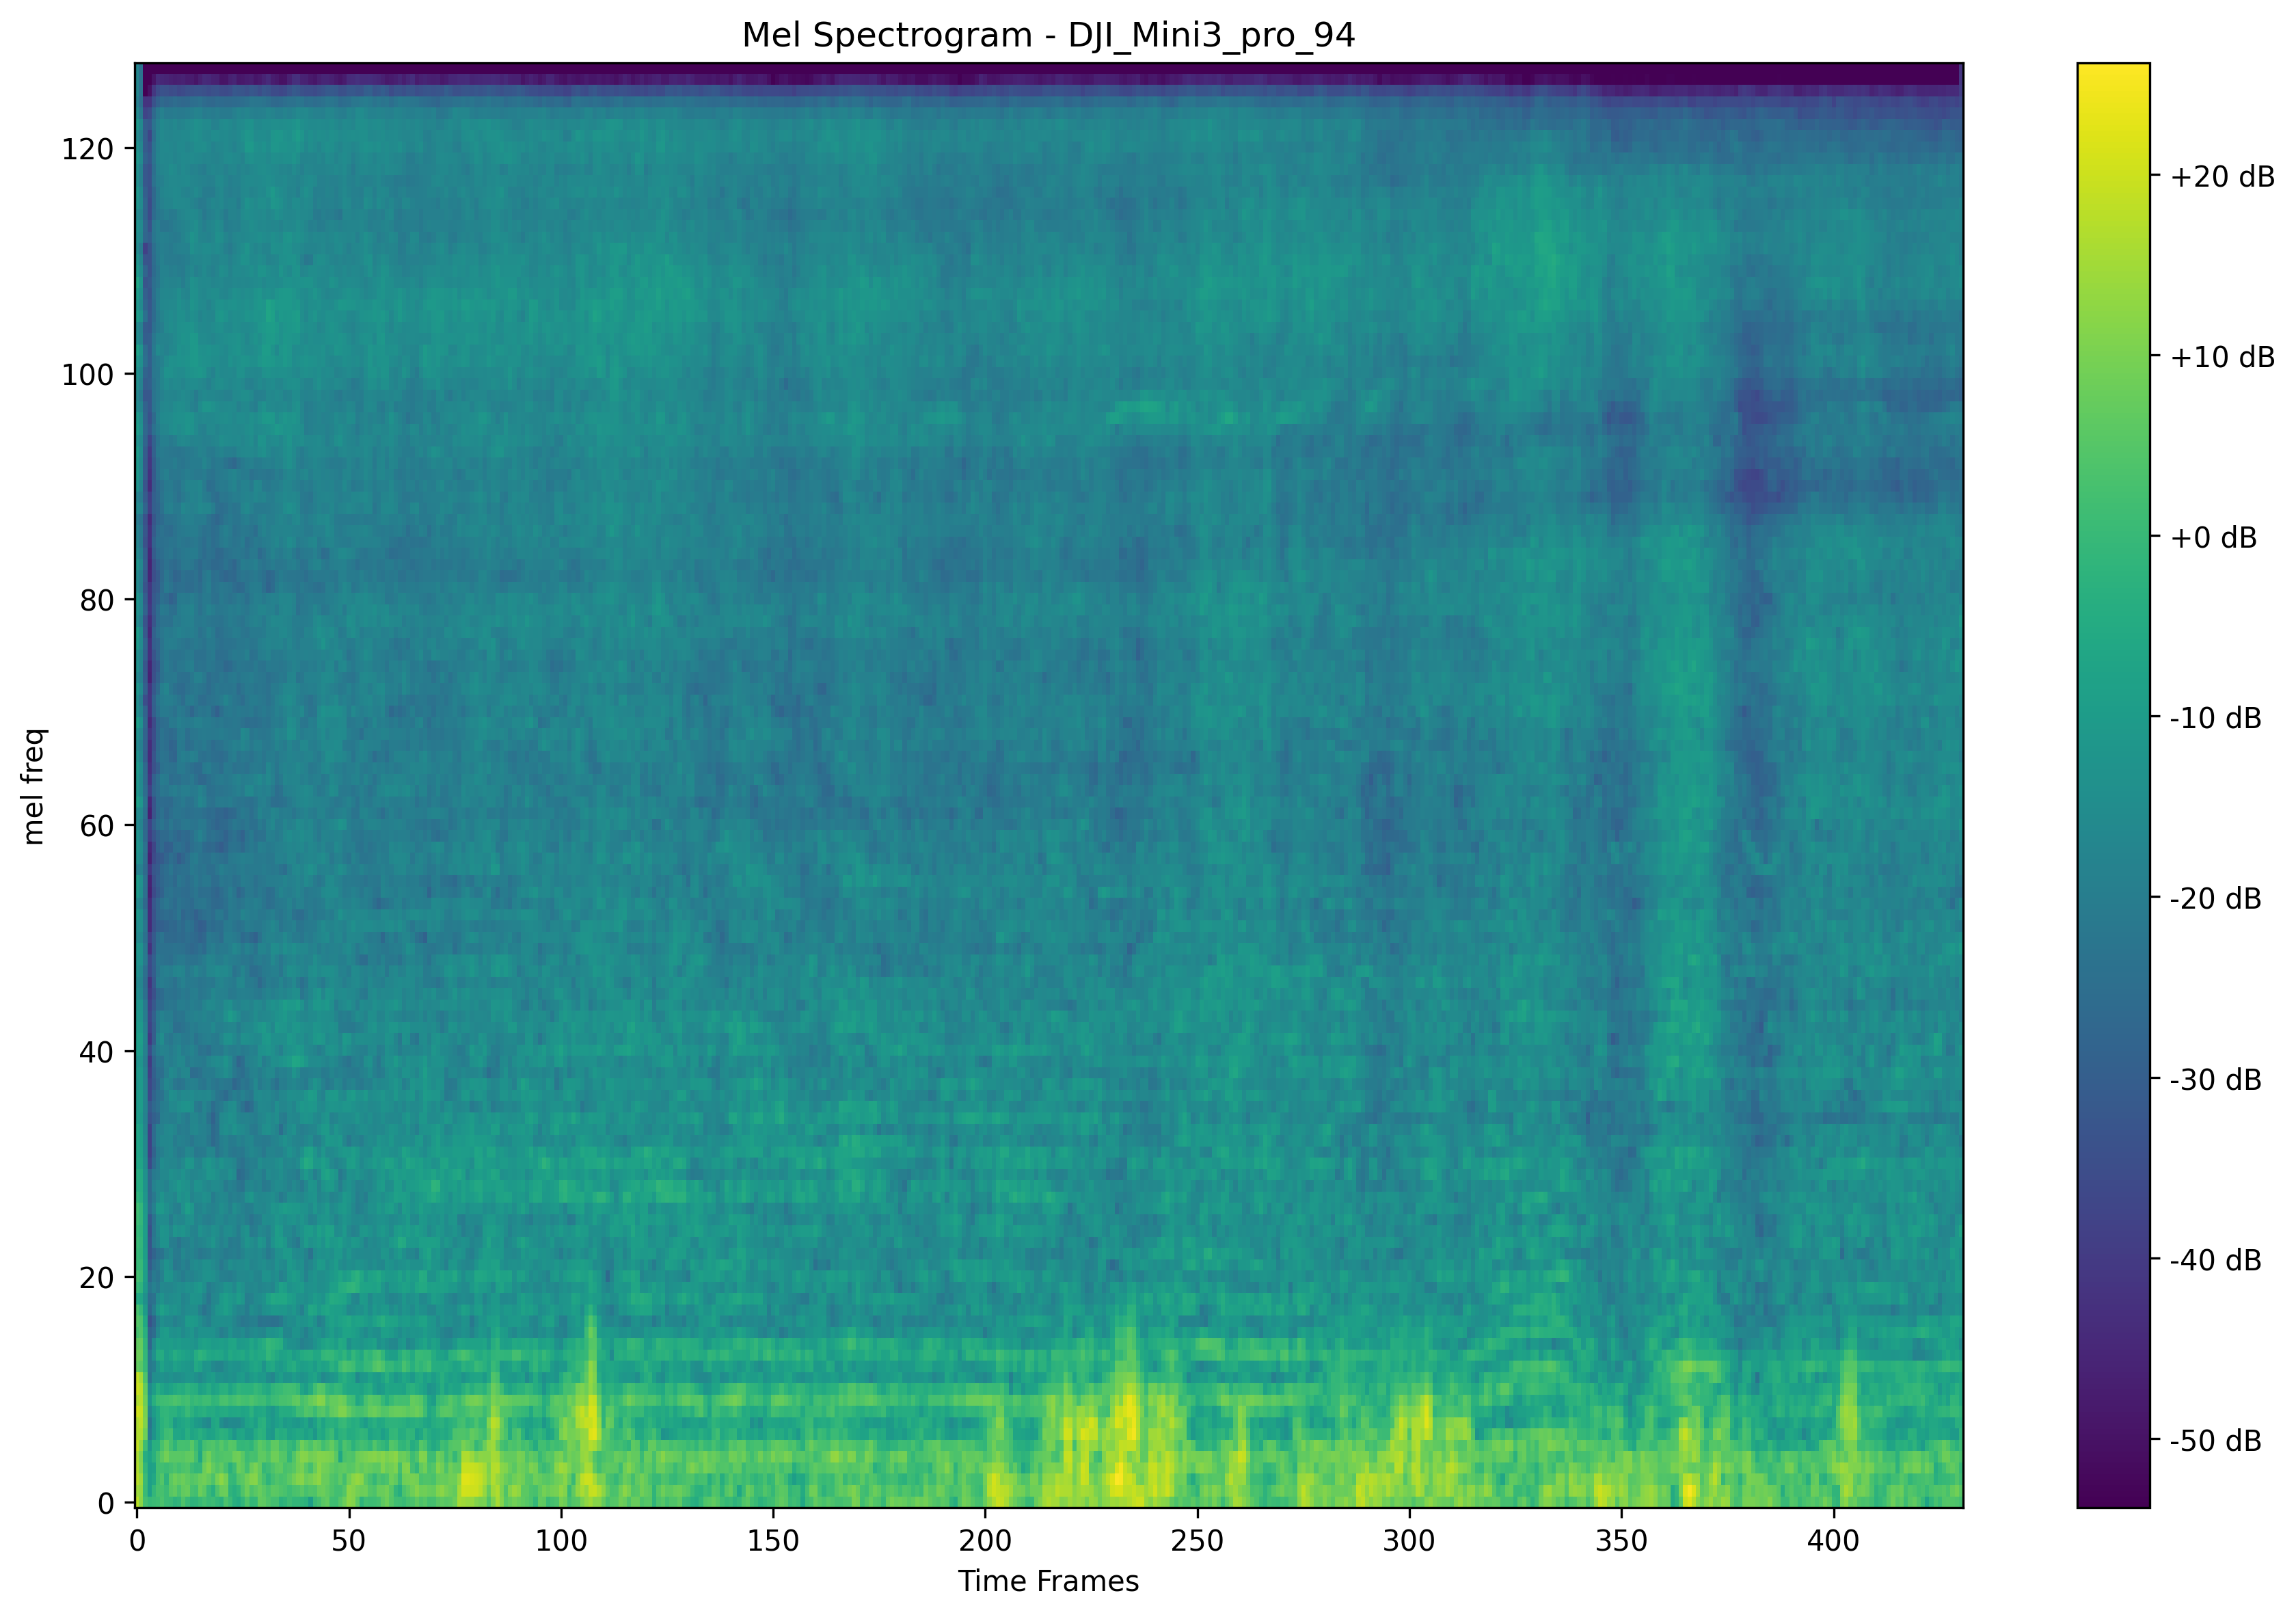 Mel Spectrogram - DJI_Mini3_pro_94
120
100
80
60
40
20
0
mel freq
0 50 100 150 200 250 300 350 400
Time Frames
+20 dB
+10 dB
+0 dB
-10 dB
-20 dB
-30 dB
-40 dB
-50 dB